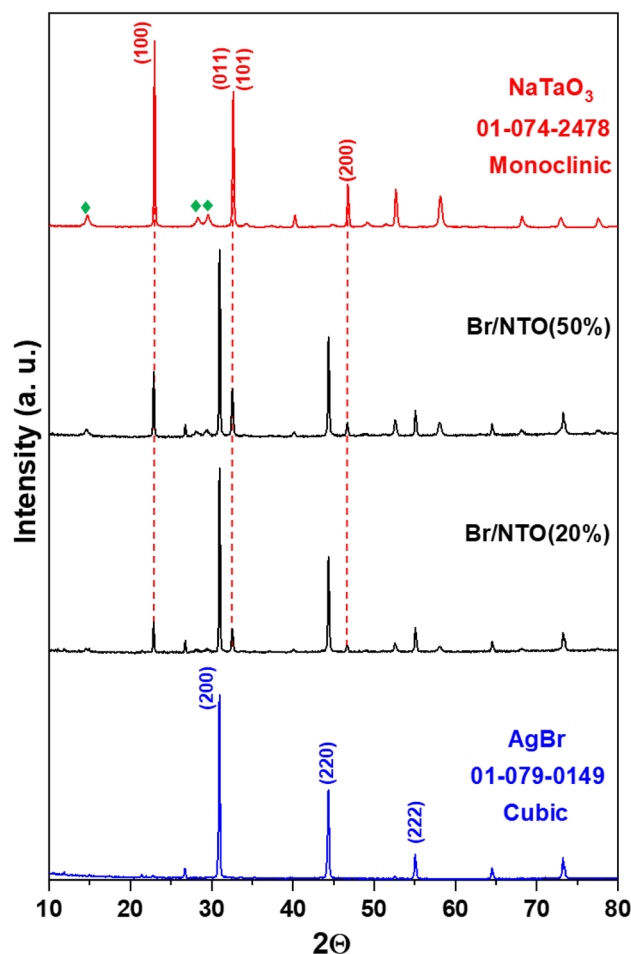 (100)
(011)
(101)
(200)
NaTaO₃
01-074-2478
Monoclinic
Br/NTO(50%)
Br/NTO(20%)
(200)
(220)
(222)
AgBr
01-079-0149
Cubic
Intensity (a. u.)
10 20 30 40 50 60 70 80
2Θ